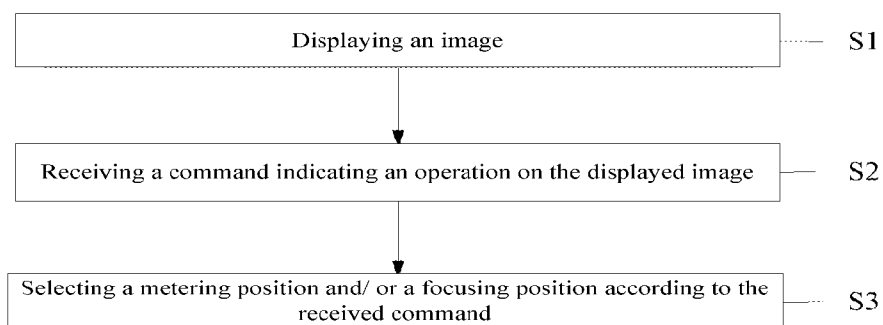 Displaying an image S1
Receiving a command indicating an operation on the displayed image S2
Selecting a metering position and/ or a focusing position according to the
received command S3